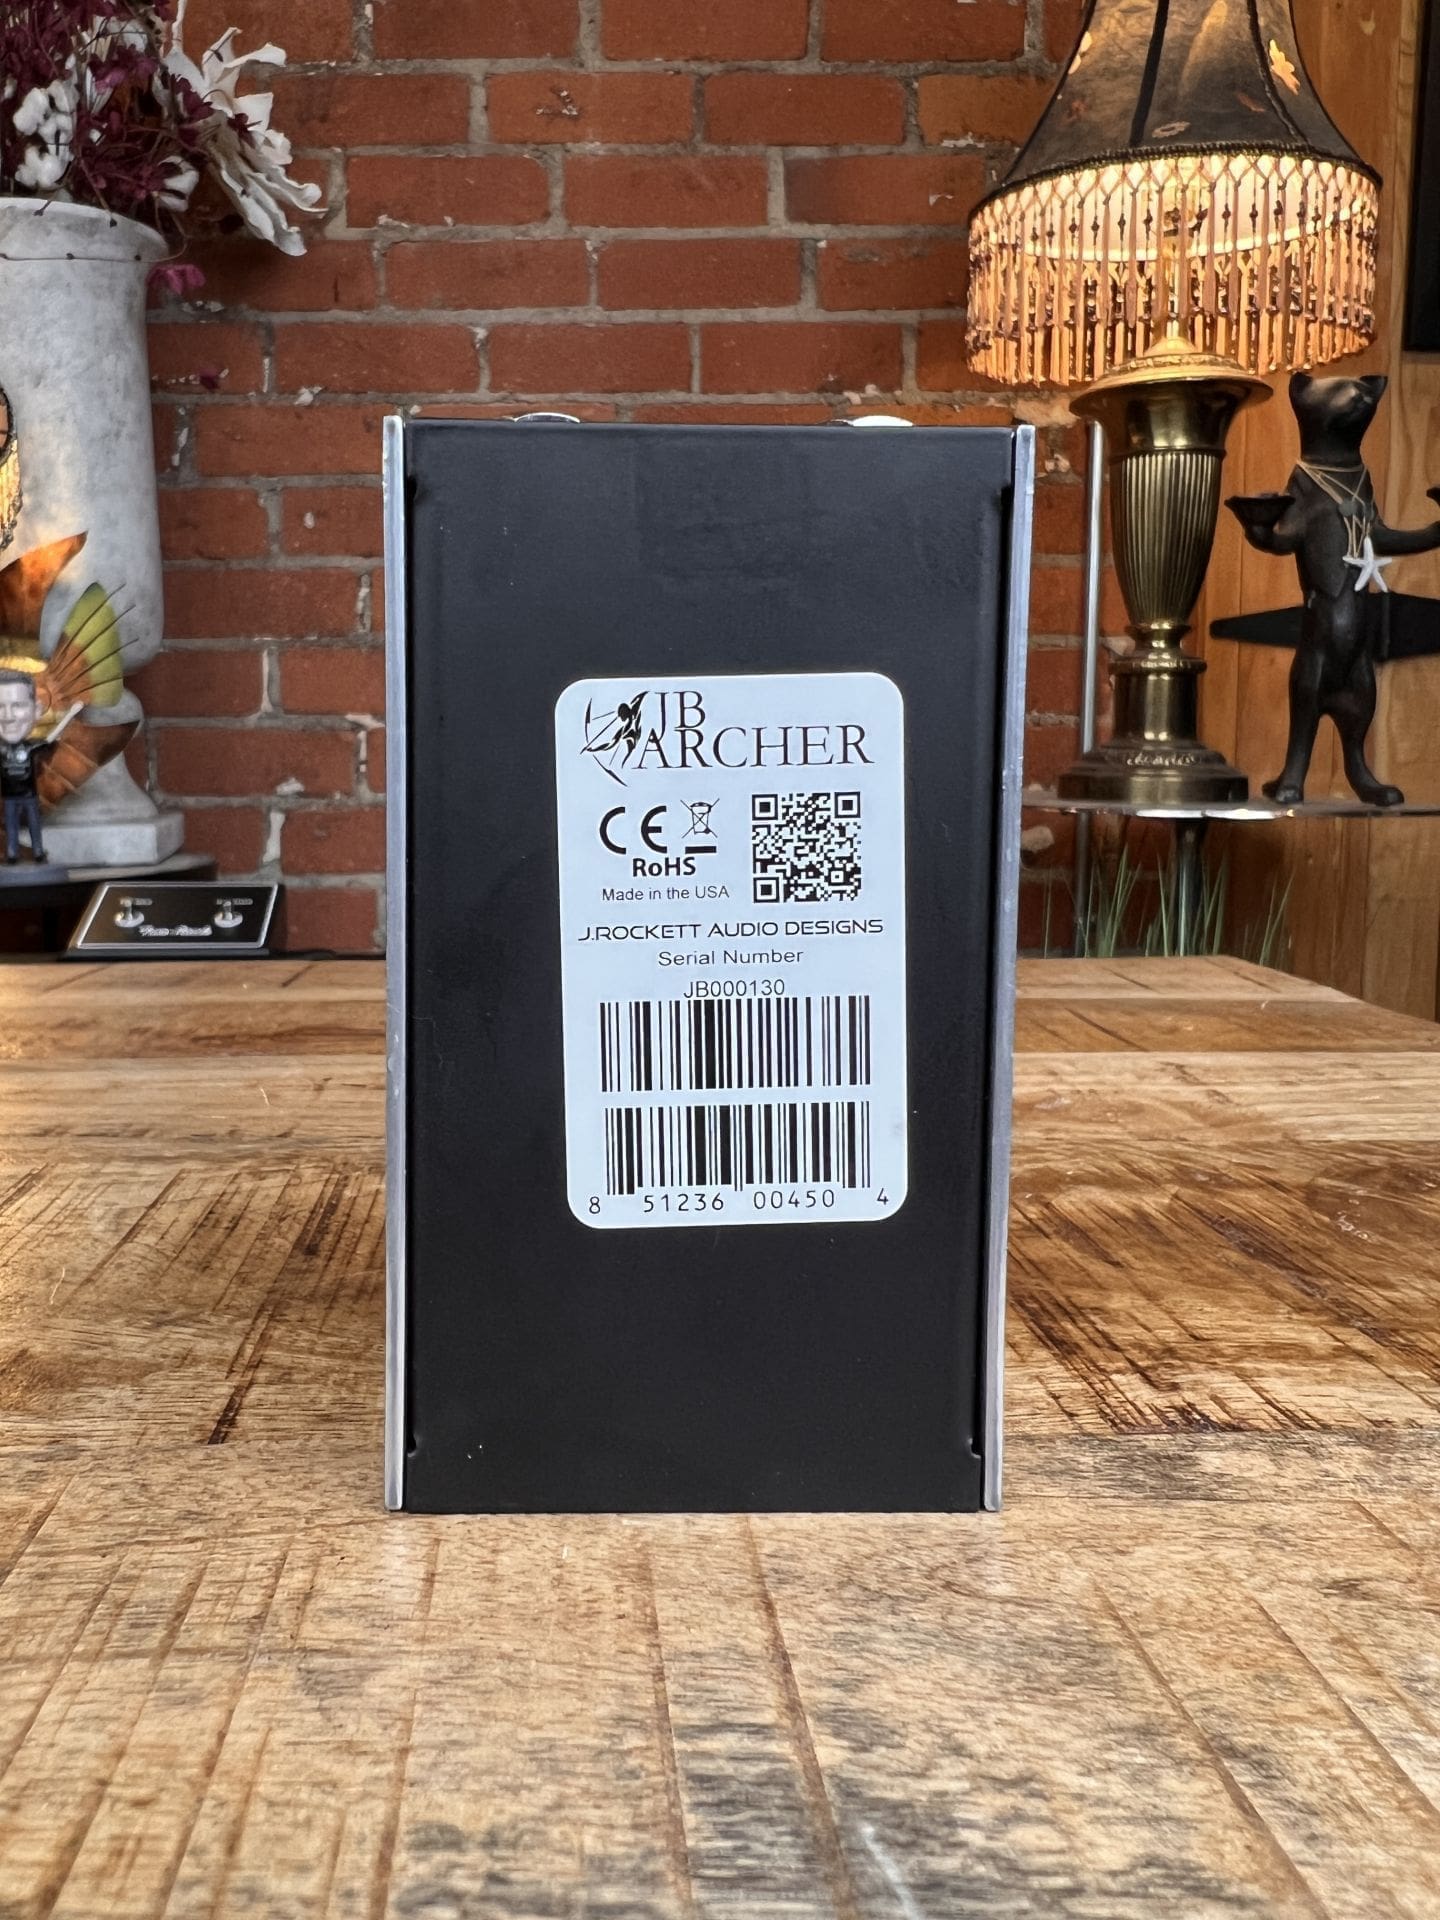 JB
ARCHER
CE
RoHS
Made in the USA
J.ROCKETT AUDIO DESIGNS
Serial Number
JB000130
8 51236 00450 4